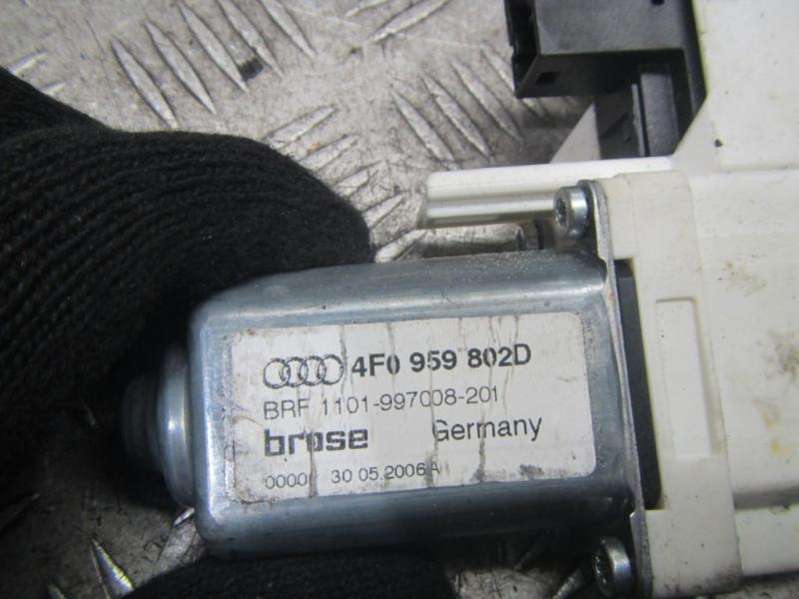 4F0 959 802D
BRF 1101-997008-201
brose Germany
0000 30 05.2006A